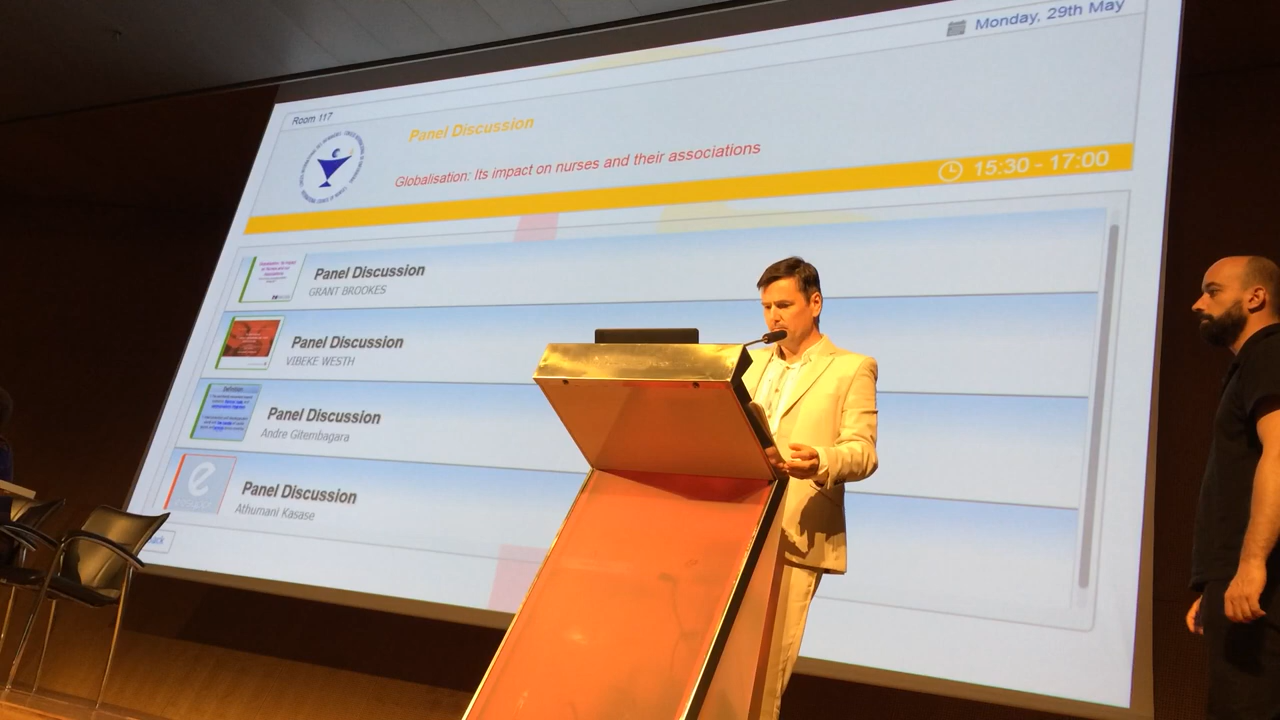 Monday, 29th May
Room 117
Panel Discussion
Globalisation: Its impact on nurses and their associations
15:30 - 17:00
Panel Discussion
GRANT BROOKES
Panel Discussion
VIBEKE WESTH
Panel Discussion
Andre Gitembagara
Panel Discussion
Athumani Kasase